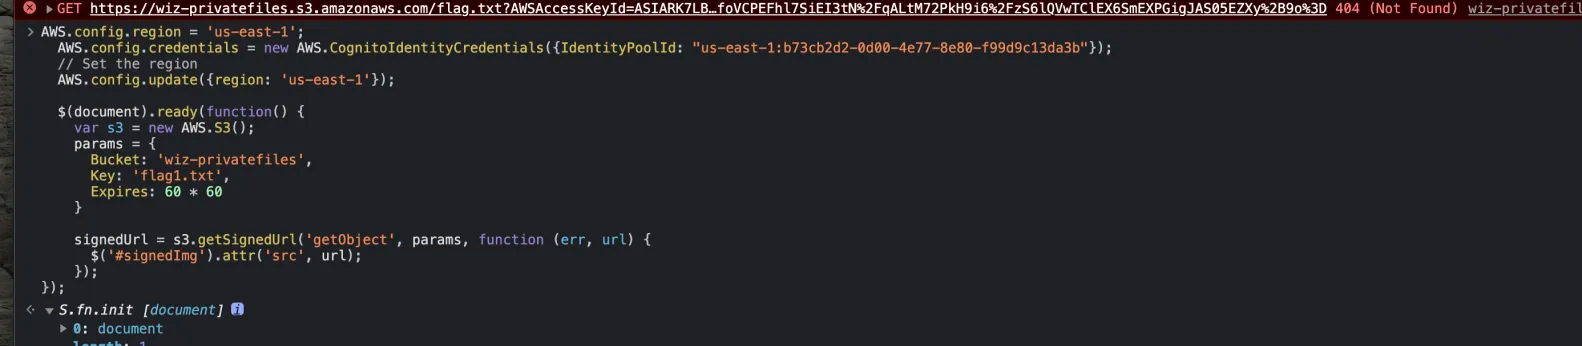 GET https://wiz-privatefiles.s3.amazonaws.com/flag.txt?AWSAccessKeyId=ASIARK7LB…foVCPEFhl7SiEI3tN%2FqALtM72PkH9i6%2FzS6lQVwTClEX6SmEXPGigJAS05EZXy%2B9o%3D 404 (Not Found) wiz-privatefil
AWS.config.region = 'us-east-1';
AWS.config.credentials = new AWS.CognitoIdentityCredentials({IdentityPoolId: "us-east-1:b73cb2d2-0d00-4e77-8e80-f99d9c13da3b"});
// Set the region
AWS.config.update({region: 'us-east-1'});
$(document).ready(function() {
var s3 = new AWS.S3();
params = {
Bucket: 'wiz-privatefiles',
Key: 'flag1.txt',
Expires: 60 * 60
}
signedUrl = s3.getSignedUrl('getObject', params, function (err, url) {
$('#signedImg').attr('src', url);
});
});
S.fn.init [document] i
0: document
length: 1